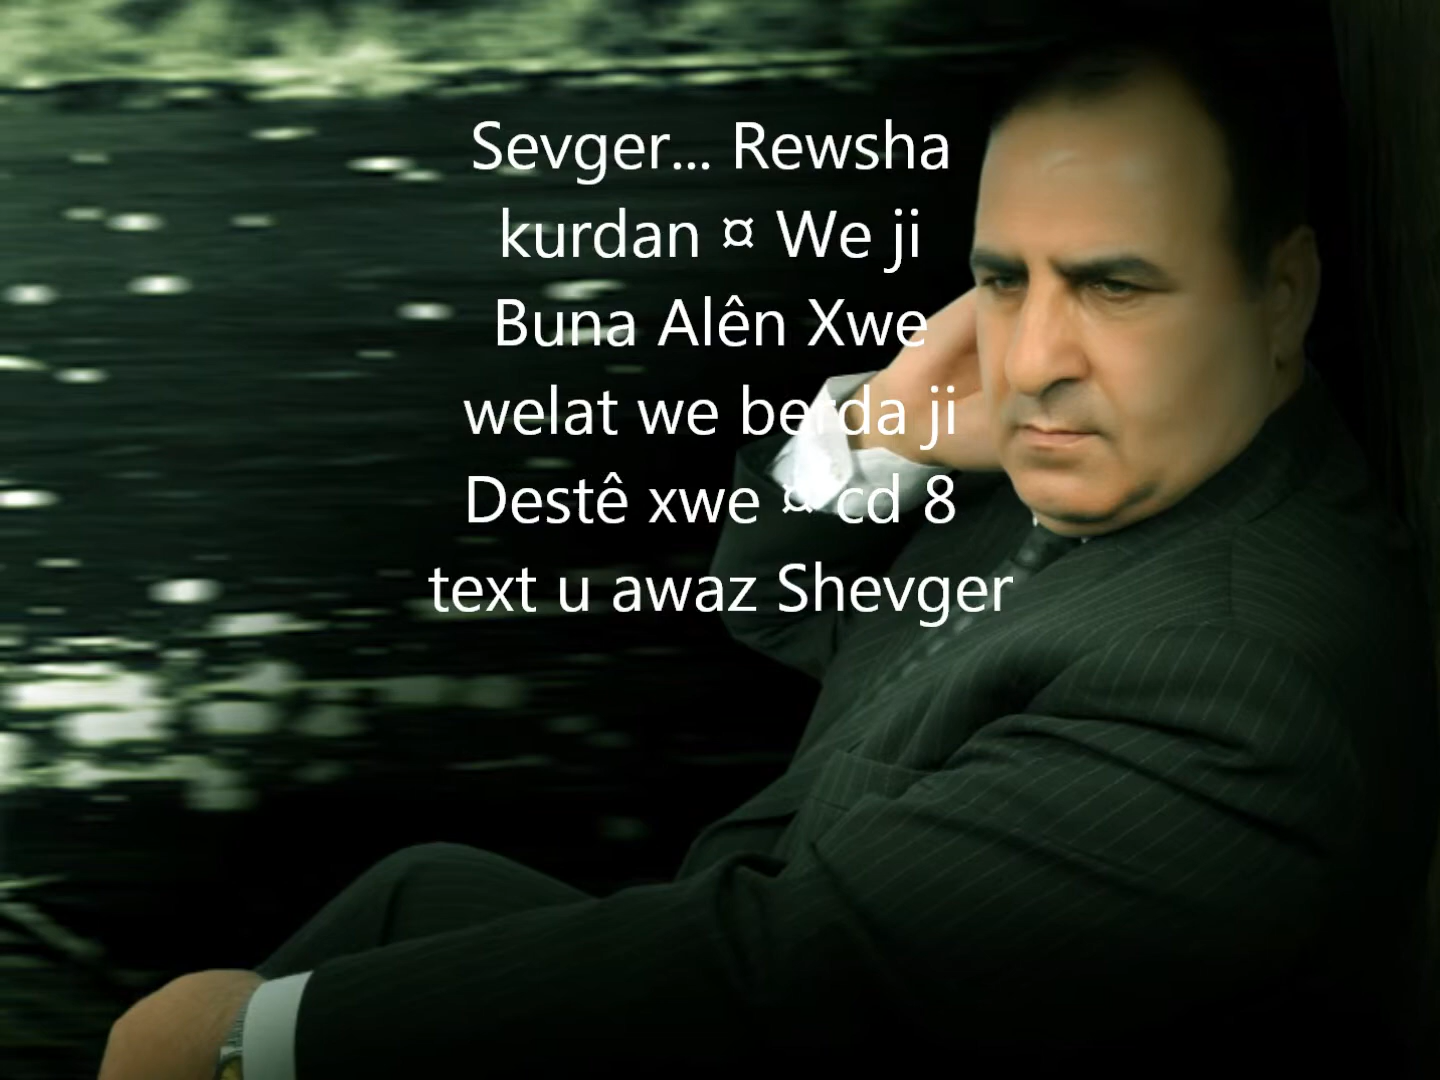 Sevger... Rewsha
kurdan ¤ We ji
Buna Alên Xwe
welat we berda ji
Destê xwe ¤ cd 8
text u awaz Shevger